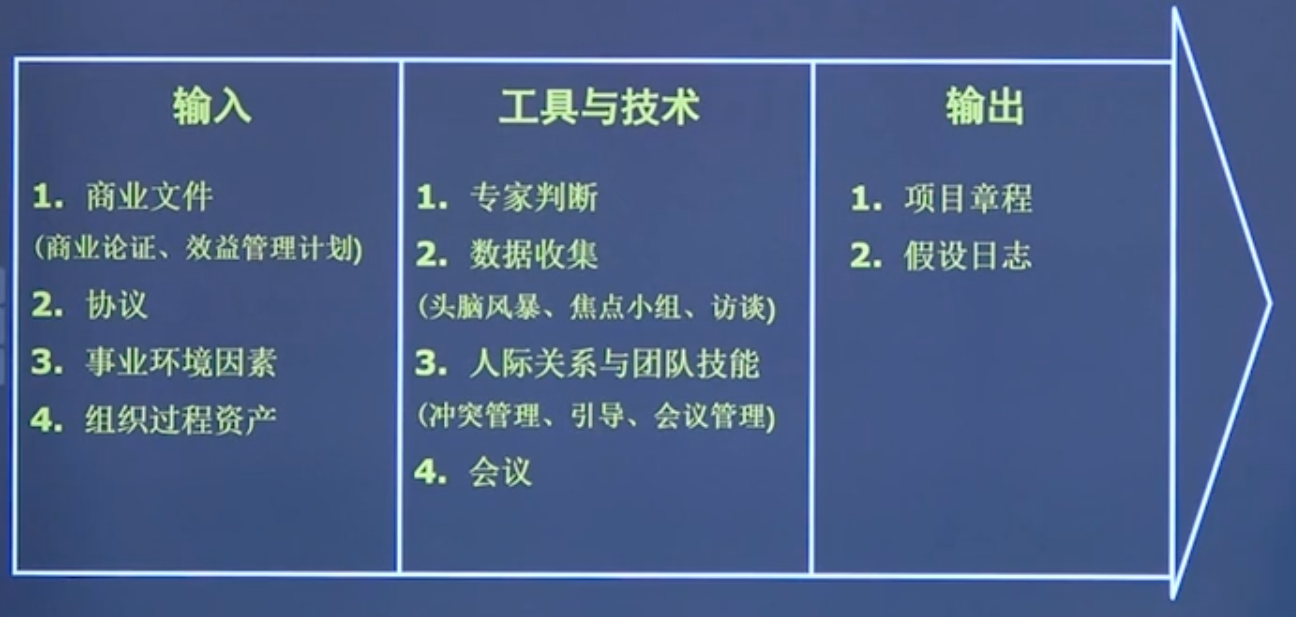 输入
1. 商业文件
(商业论证、效益管理计划)
2. 协议
3. 事业环境因素
4. 组织过程资产
工具与技术
1. 专家判断
2. 数据收集
(头脑风暴、焦点小组、访谈)
3. 人际关系与团队技能
(冲突管理、引导、会议管理)
4. 会议
输出
1. 项目章程
2. 假设日志